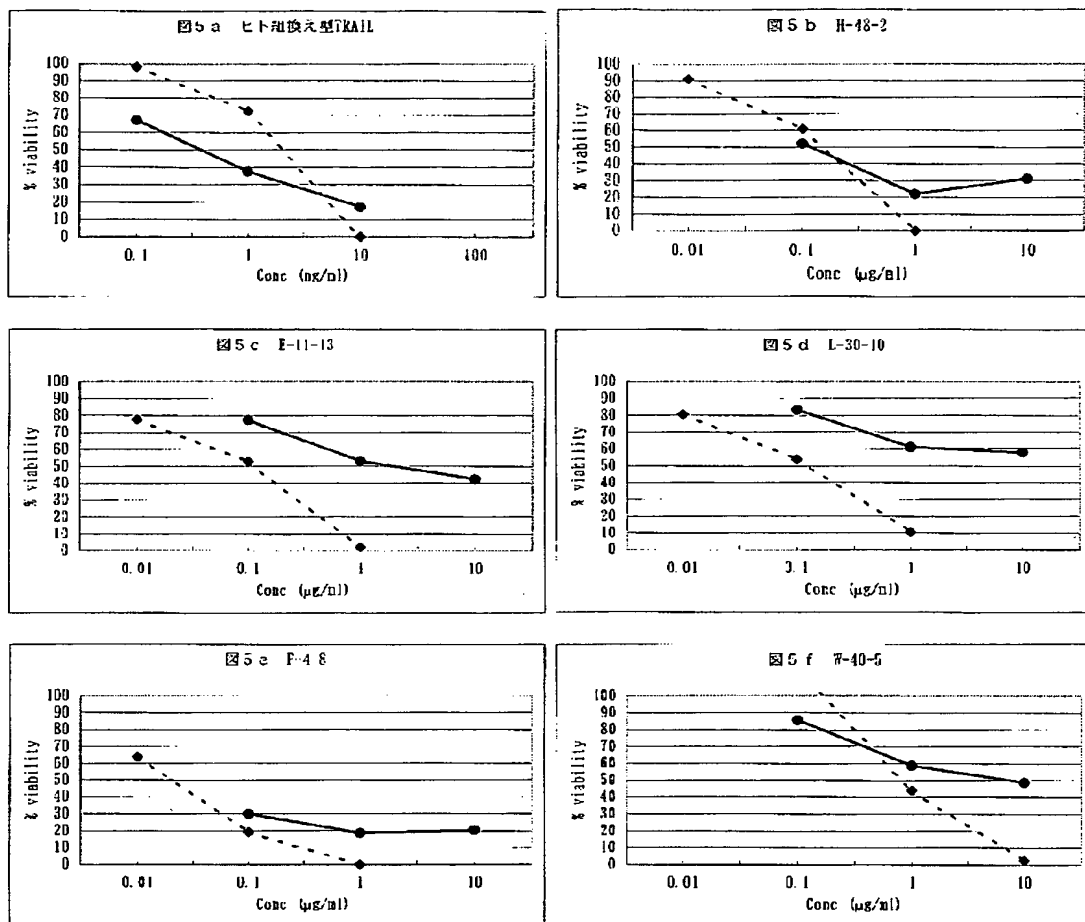 図5a ヒト組換え型TRAIL
% viability
100
90
80
70
60
50
40
30
20
10
0
0.1 1 10 100
Conc (ng/ml)
図5b H-48-2
% viability
100
90
80
70
60
50
40
30
20
10
0
0.01 0.1 1 10
Conc (μg/ml)
図5c E-11-13
% viability
100
90
80
70
60
50
40
30
20
10
0
0.01 0.1 1 10
Conc (μg/ml)
図5d L-30-10
% viability
100
90
80
70
60
50
40
30
20
10
0
0.01 0.1 1 10
Conc (μg/ml)
図5e F-4-8
% viability
100
90
80
70
60
50
40
30
20
10
0
0.01 0.1 1 10
Conc (μg/ml)
図5f W-40-5
% viability
100
90
80
70
60
50
40
30
20
10
0
0.01 0.1 1 10
Conc (μg/ml)